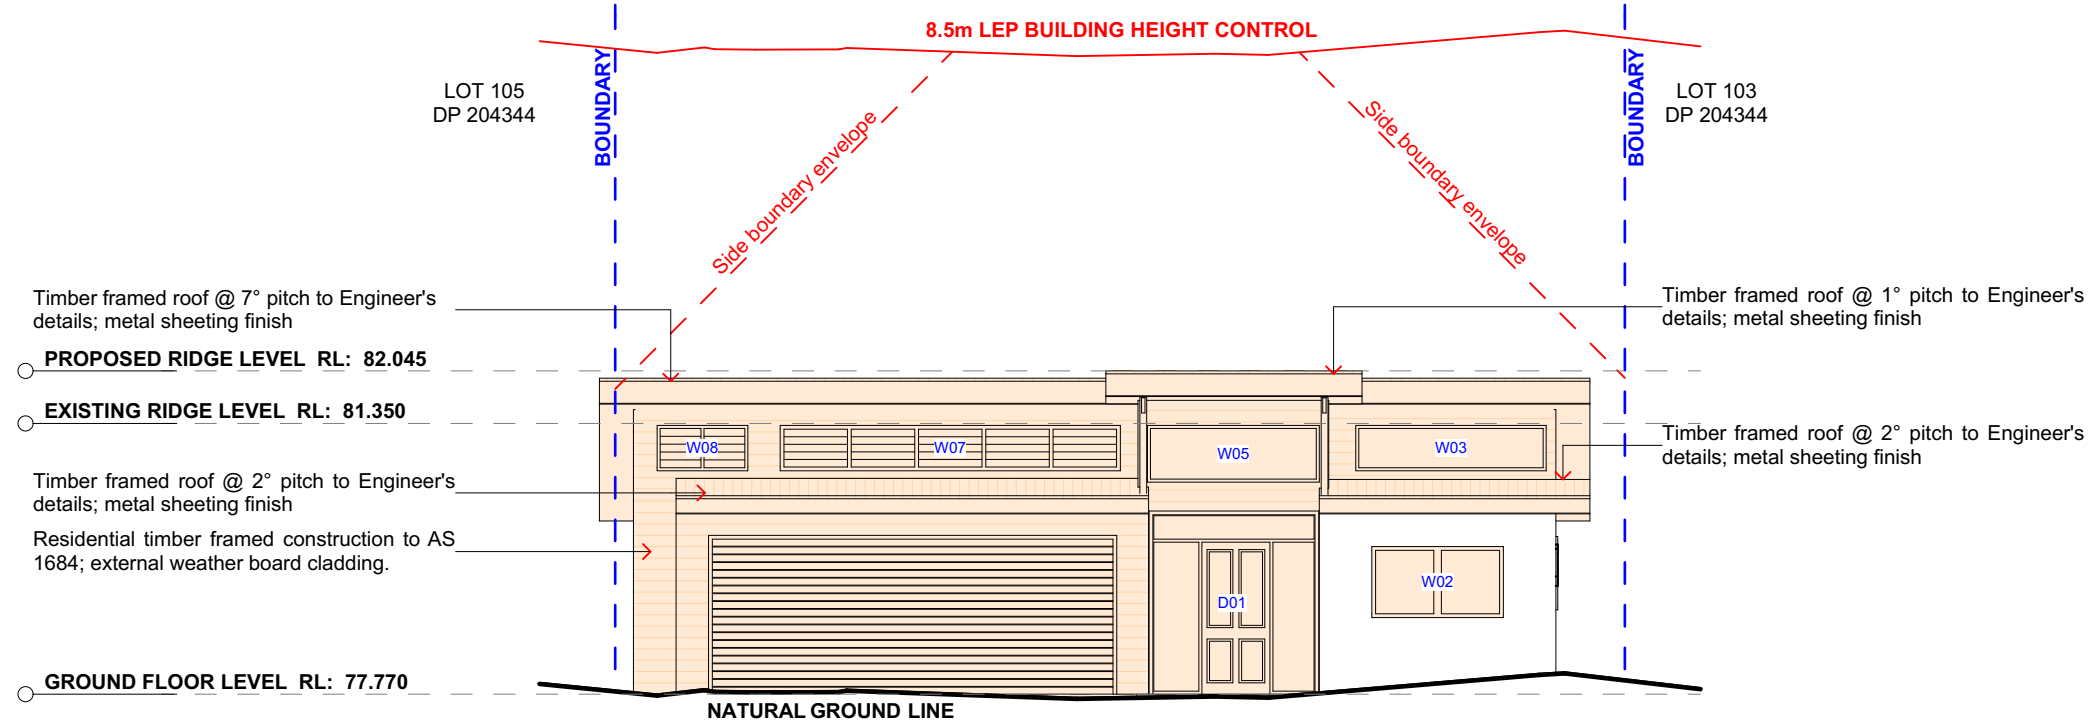 8.5m LEP BUILDING HEIGHT CONTROL
LOT 105
DP 204344
BOUNDARY
Side boundary envelope
Side boundary envelope
BOUNDARY
LOT 103
DP 204344
Timber framed roof @ 7° pitch to Engineer's
details; metal sheeting finish
Timber framed roof @ 1° pitch to Engineer's
details; metal sheeting finish
PROPOSED RIDGE LEVEL RL: 82.045
EXISTING RIDGE LEVEL RL: 81.350
W08
W07
W05
W03
Timber framed roof @ 2° pitch to Engineer's
details; metal sheeting finish
Timber framed roof @ 2° pitch to Engineer's
details; metal sheeting finish
Residential timber framed construction to AS
1684; external weather board cladding.
W02
D01
GROUND FLOOR LEVEL RL: 77.770
NATURAL GROUND LINE